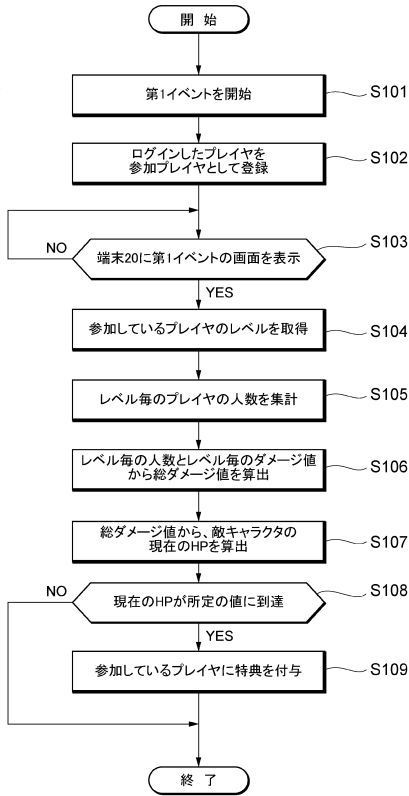 開 始
第1イベントを開始
S101
ログインしたプレイヤを
参加プレイヤとして登録
S102
NO
端末20に第1イベントの画面を表示
S103
YES
参加しているプレイヤのレベルを取得
S104
レベル毎のプレイヤの人数を集計
S105
レベル毎の人数とレベル毎のダメージ値
から総ダメージ値を算出
S106
総ダメージ値から、敵キャラクタの
現在のHPを算出
S107
NO
現在のHPが所定の値に到達
S108
YES
参加しているプレイヤに特典を付与
S109
終 了